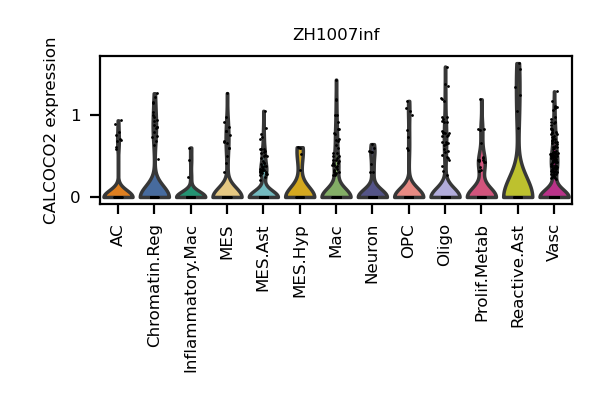 ZH1007inf
CALCOCO2 expression
1
0
AC
Chromatin.Reg
Inflammatory.Mac
MES
MES.Ast
MES.Hyp
Mac
Neuron
OPC
Oligo
Prolif.Metab
Reactive.Ast
Vasc